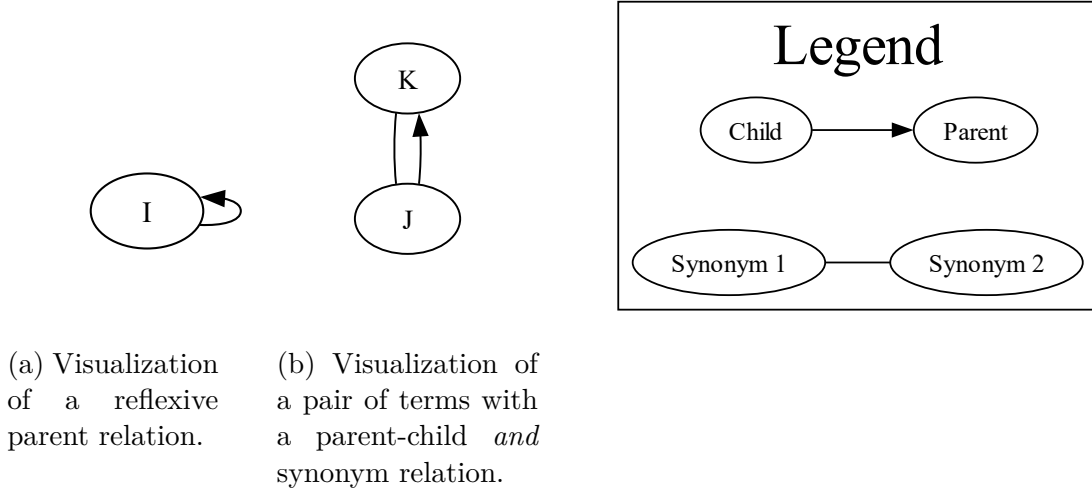 I
K
J
Legend
Child
Parent
Synonym 1
Synonym 2
(a) Visualization
of a reflexive
parent relation.
(b) Visualization of
a pair of terms with
a parent-child and
synonym relation.